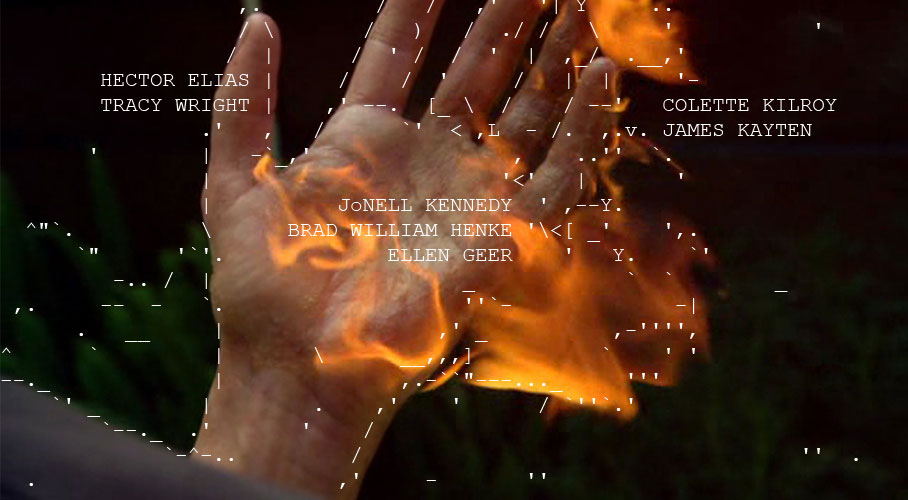 HECTOR ELIAS
TRACY WRIGHT
COLETTE KILROY
JAMES KAYTEN
JoNELL KENNEDY
BRAD WILLIAM HENKE
ELLEN GEER